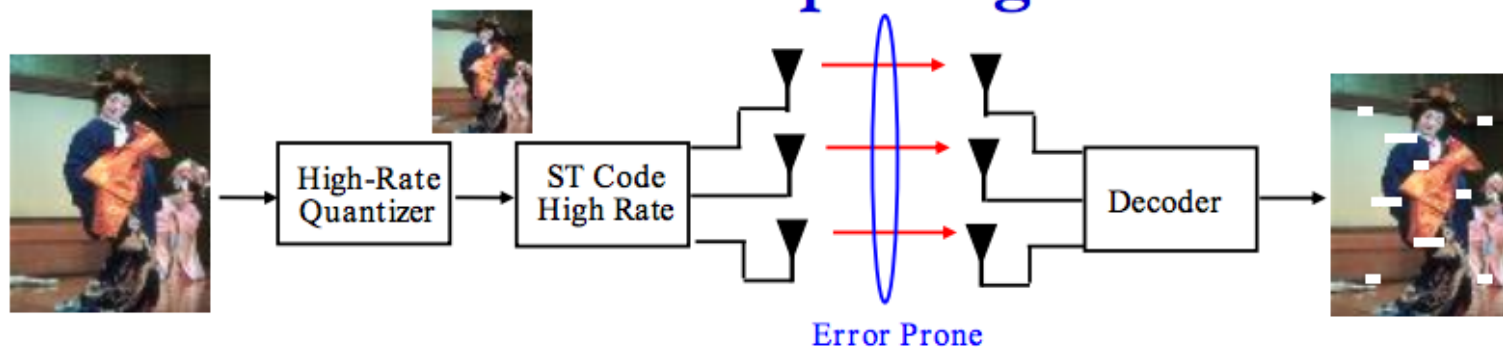 High-Rate
Quantizer
ST Code
High Rate
Decoder
Error Prone